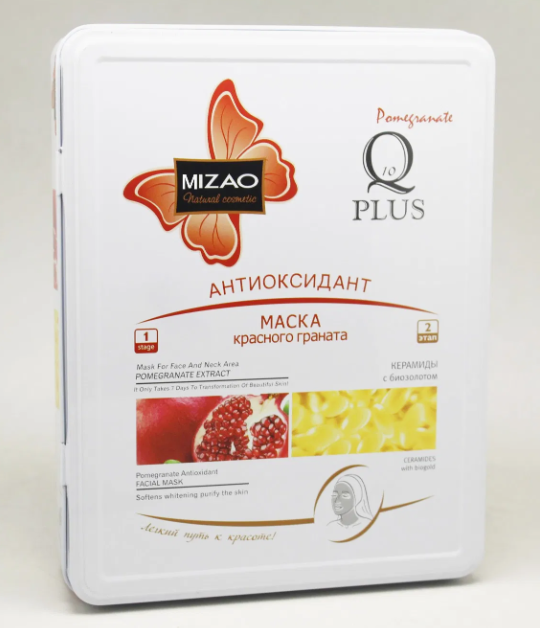 Pomegranate
Q
10
PLUS
MIZAO
Natural cosmetic
АНТИОКСИДАНТ
МАСКА
красного граната
1
stage
2
этап
Mask For Face And Neck Area
POMEGRANATE EXTRACT
It Only Takes 7 Days To Transformation Of Beautiful Skin!
КЕРАМИДЫ
с биозолотом
Pomegranate Antioxidant
FACIAL MASK
Softens whitening purify the skin
CERAMIDES
with biogold
Легкий путь к красоте!